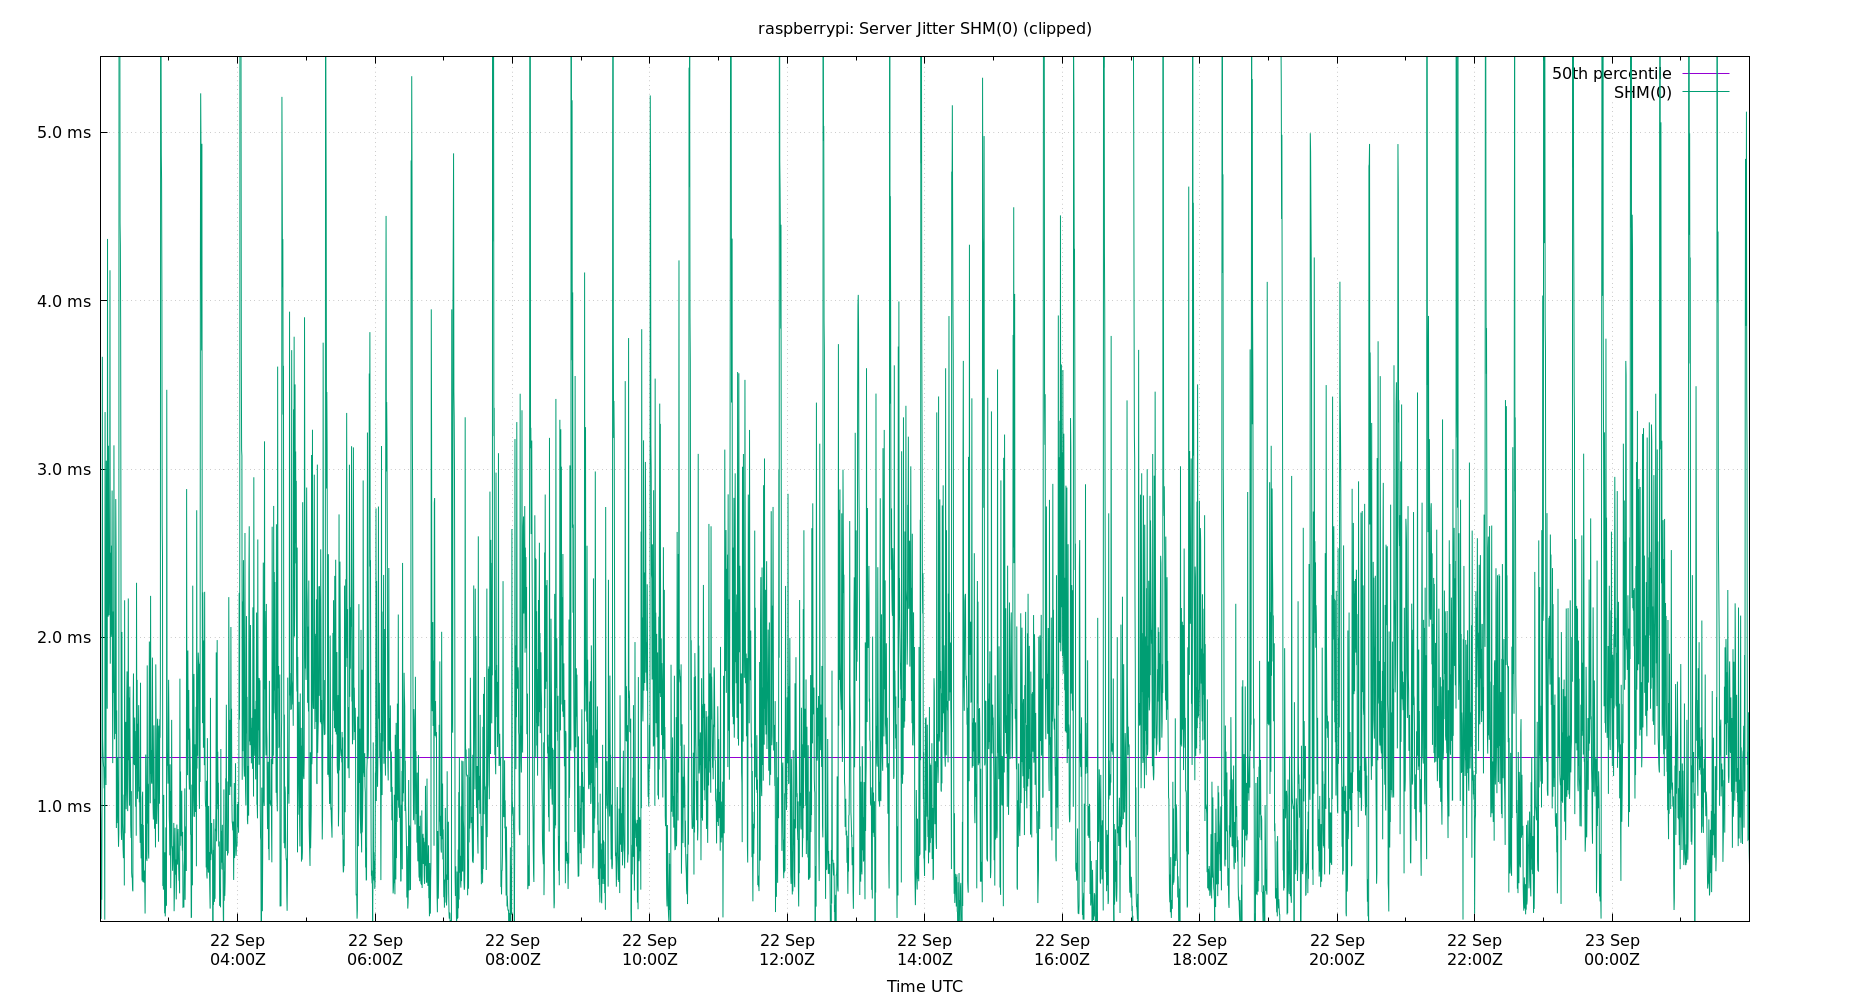 raspberrypi: Server Jitter SHM(0) (clipped)
50th percentile
SHM(0)
5.0 ms
4.0 ms
3.0 ms
2.0 ms
1.0 ms
22 Sep 22 Sep 22 Sep 22 Sep 22 Sep 22 Sep 22 Sep 22 Sep 22 Sep 22 Sep 23 Sep
04:00Z 06:00Z 08:00Z 10:00Z 12:00Z 14:00Z 16:00Z 18:00Z 20:00Z 22:00Z 00:00Z
Time UTC